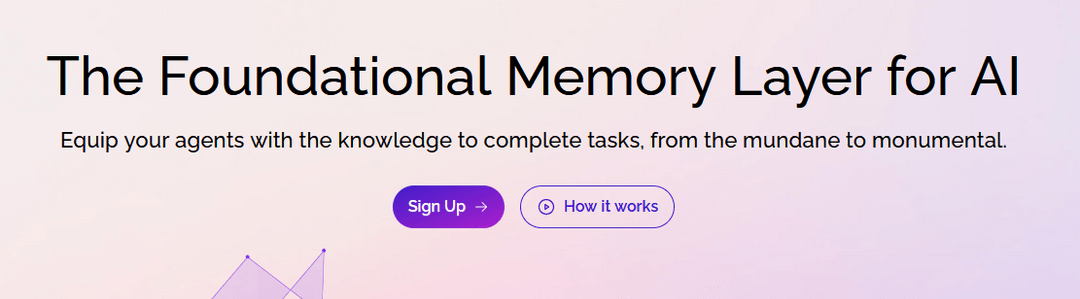 The Foundational Memory Layer for AI
Equip your agents with the knowledge to complete tasks, from the mundane to monumental.
Sign Up
How it works